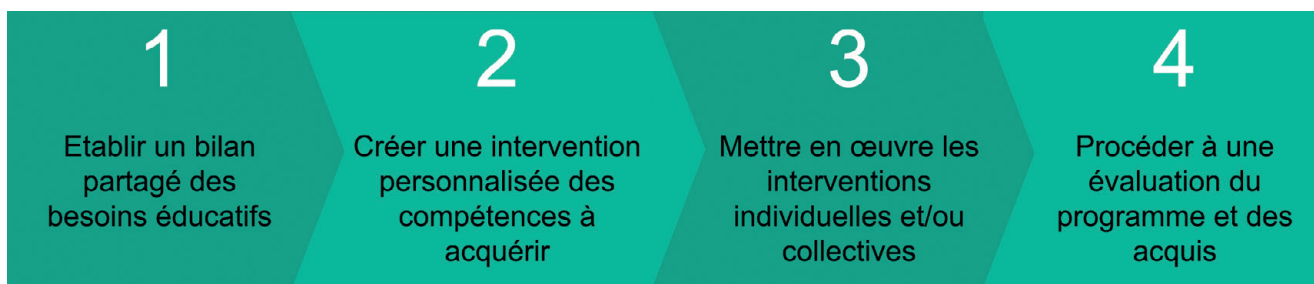 1
Etablir un bilan
partagé des
besoins éducatifs
2
Créer une intervention
personnalisée des
compétences à
acquérir
3
Mettre en œuvre les
interventions
individuelles et/ou
collectives
4
Procéder à une
évaluation du
programme et des
acquis